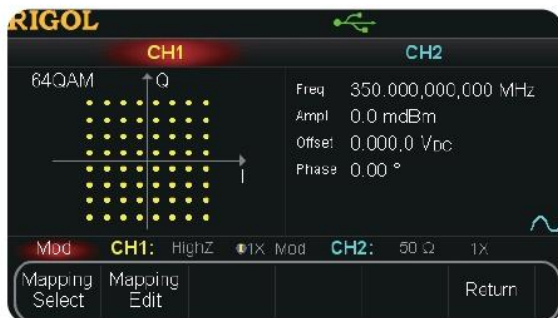 RIGOL
CH1 CH2
64QAM Q
I
Freq 350.000,000,000 MHz
Ampl 0.0 mdBm
Offset 0.000,0 VDC
Phase 0.00 °
Mod CH1: HighZ 1X Mod CH2: 50 Ω 1X
Mapping Select
Mapping Edit
Return